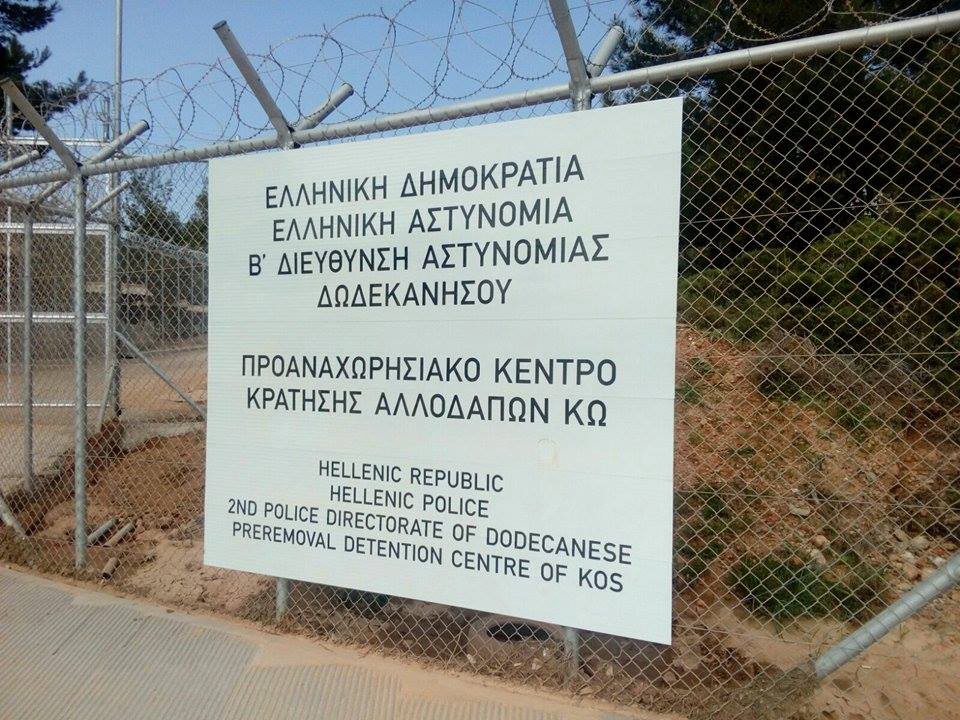 ΕΛΛΗΝΙΚΗ ΔΗΜΟΚΡΑΤΙΑ
ΕΛΛΗΝΙΚΗ ΑΣΤΥΝΟΜΙΑ
Β' ΔΙΕΥΘΥΝΣΗ ΑΣΤΥΝΟΜΙΑΣ
ΔΩΔΕΚΑΝΗΣΟΥ
ΠΡΟΑΝΑΧΩΡΗΣΙΑΚΟ ΚΕΝΤΡΟ
ΚΡΑΤΗΣΗΣ ΑΛΛΟΔΑΠΩΝ ΚΩ
HELLENIC REPUBLIC
HELLENIC POLICE
2ND POLICE DIRECTORATE OF DODECANESE
PREREMOVAL DETENTION CENTRE OF KOS